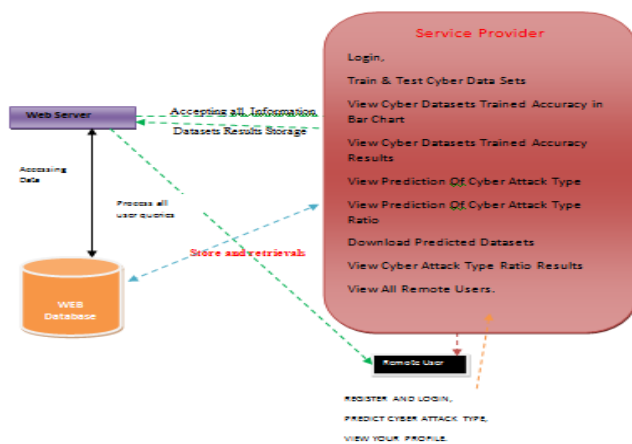 Service Provider
Login,
Train & Test Cyber Data Sets
View Cyber Datasets Trained Accuracy in
Bar Chart
View Cyber Datasets Trained Accuracy
Results
View Prediction Of Cyber Attack Type
View Prediction Of Cyber Attack Type
Ratio
Download Predicted Datasets
View Cyber Attack Type Ratio Results
View All Remote Users.
Web Server
Accepting all Information
Datasets Results Storage
Accessing
Data
Process all
user queries
Store and retrievals
WEB
Database
Remote User
REGISTER AND LOGIN,
PREDICT CYBER ATTACK TYPE,
VIEW YOUR PROFILE.